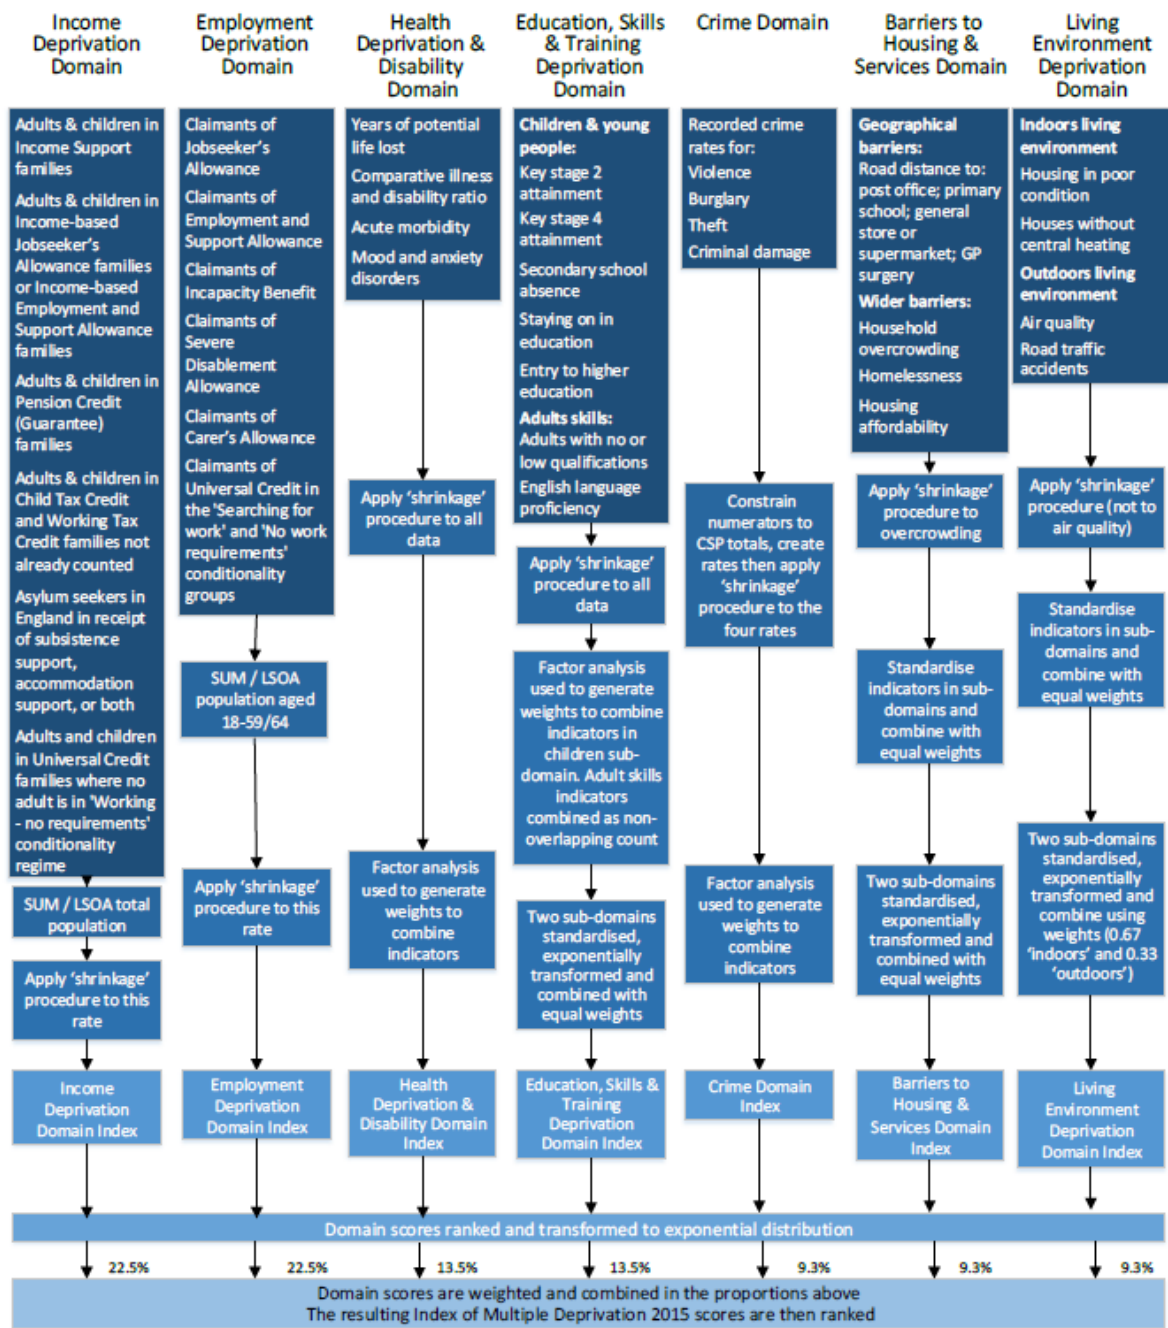 Income
Deprivation
Domain
Employment
Deprivation
Domain
Health
Deprivation &
Disability
Domain
Education, Skills
& Training
Deprivation
Domain
Crime Domain
Barriers to
Housing &
Services Domain
Living
Environment
Deprivation
Domain
Adults & children in
Income Support
families
Adults & children in
Income-based
Jobseeker's
Allowance families
or Income-based
Employment and
Support Allowance
families
Adults & children in
Pension Credit
(Guarantee)
families
Adults & children in
Child Tax Credit
and Working Tax
Credit families not
already counted
Asylum seekers in
England in receipt
of subsistence
support,
accommodation
support, or both
Adults and children
in Universal Credit
families where no
adult is in 'Working
- no requirements'
conditionality
regime
Claimants of
Jobseeker's
Allowance
Claimants of
Employment and
Support Allowance
Claimants of
Incapacity Benefit
Claimants of
Severe
Disablement
Allowance
Claimants of
Carer's Allowance
Claimants of
Universal Credit in
the 'Searching for
work' and 'No work
requirements'
conditionality
groups
Years of potential
life lost
Comparative illness
and disability ratio
Acute morbidity
Mood and anxiety
disorders
Children & young
people:
Key stage 2
attainment
Key stage 4
attainment
Secondary school
absence
Staying on in
education
Entry to higher
education
Adults skills:
Adults with no or
low qualifications
English language
proficiency
Recorded crime
rates for:
Violence
Burglary
Theft
Criminal damage
Geographical
barriers:
Road distance to:
post office; primary
school; general
store or
supermarket; GP
surgery
Wider barriers:
Household
overcrowding
Homelessness
Housing
affordability
Indoors living
environment
Housing in poor
condition
Houses without
central heating
Outdoors living
environment
Air quality
Road traffic
accidents
SUM / LSOA total
population
Apply 'shrinkage'
procedure to this
rate
SUM / LSOA
population aged
18-59/64
Apply 'shrinkage'
procedure to this
rate
Apply 'shrinkage'
procedure to all
data
Factor analysis
used to generate
weights to
combine
indicators
Apply 'shrinkage'
procedure to all
data
Factor analysis
used to generate
weights to combine
indicators in
children sub-
domain. Adult skills
indicators
combined as non-
overlapping count
Two sub-domains
standardised,
exponentially
transformed and
combined with
equal weights
Constrain
numerators to
CSP totals, create
rates then apply
'shrinkage'
procedure to the
four rates
Factor analysis
used to generate
weights to
combine
indicators
Apply 'shrinkage'
procedure to
overcrowding
Standardise
indicators in sub-
domains and
combine with
equal weights
Two sub-domains
standardised,
exponentially
transformed and
combined with
equal weights
Apply 'shrinkage'
procedure (not to
air quality)
Standardise
indicators in sub-
domains and
combine with
equal weights
Two sub-domains
standardised,
exponentially
transformed and
combine using
weights (0.67
'indoors' and 0.33
'outdoors')
Income
Deprivation
Domain Index
Employment
Deprivation
Domain Index
Health
Deprivation &
Disability Domain
Index
Education, Skills &
Training
Deprivation
Domain Index
Crime Domain
Index
Barriers to
Housing &
Services Domain
Index
Living
Environment
Deprivation
Domain Index
Domain scores ranked and transformed to exponential distribution
22.5% 22.5% 13.5% 13.5% 9.3% 9.3% 9.3%
Domain scores are weighted and combined in the proportions above
The resulting Index of Multiple Deprivation 2015 scores are then ranked